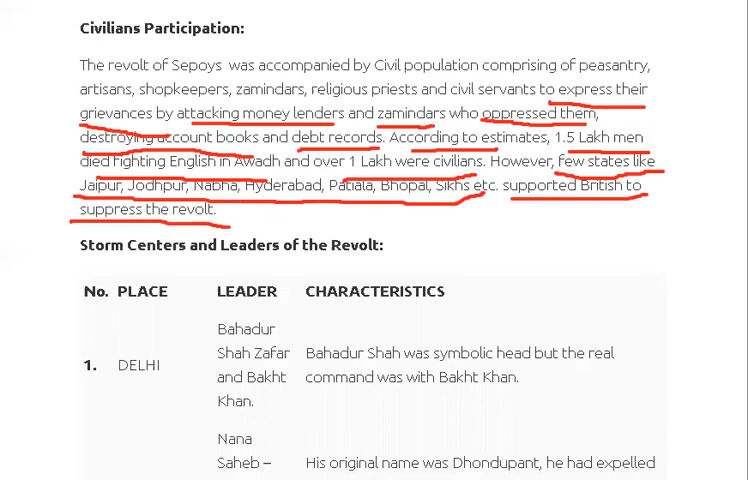 Civilians Participation:
The revolt of Sepoys was accompanied by Civil population comprising of peasantry,
artisans, shopkeepers, zamindars, religious priests and civil servants to express their
grievances by attacking money lenders and zamindars who oppressed them,
destroying account books and debt records. According to estimates, 1.5 Lakh men
died fighting English in Awadh and over 1 Lakh were civilians. However, few states like
Jaipur, Jodhpur, Nabha, Hyderabad, Patiala, Bhopal, Sikhs etc. supported British to
suppress the revolt.
Storm Centers and Leaders of the Revolt:
No. PLACE LEADER CHARACTERISTICS
Bahadur
Shah Zafar Bahadur Shah was symbolic head but the real
1. DELHI
and Bakht command was with Bakht Khan.
Khan.
Nana
Saheb – His original name was Dhondupant, he had expelled